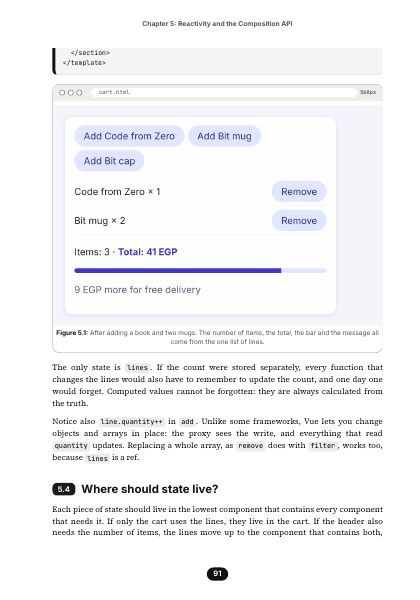 Chapter 5: Reactivity and the Composition API
</section>
</template>
cart.html
560px
Add Code from Zero
Add Bit mug
Add Bit cap
Code from Zero × 1
Remove
Bit mug × 2
Remove
Items: 3 · Total: 41 EGP
9 EGP more for free delivery
Figure 5.1: After adding a book and two mugs. The number of items, the total, the bar and the message all
come from the one list of lines.
The only state is lines. If the count were stored separately, every function that
changes the lines would also have to remember to update the count, and one day one
would forget. Computed values cannot be forgotten: they are always calculated from
the truth.
Notice also line.quantity++ in add. Unlike some frameworks, Vue lets you change
objects and arrays in place: the proxy sees the write, and everything that read
quantity updates. Replacing a whole array, as remove does with filter, works too,
because lines is a ref.
5.4 Where should state live?
Each piece of state should live in the lowest component that contains every component
that needs it. If only the cart uses the lines, they live in the cart. If the header also
needs the number of items, the lines move up to the component that contains both,
91